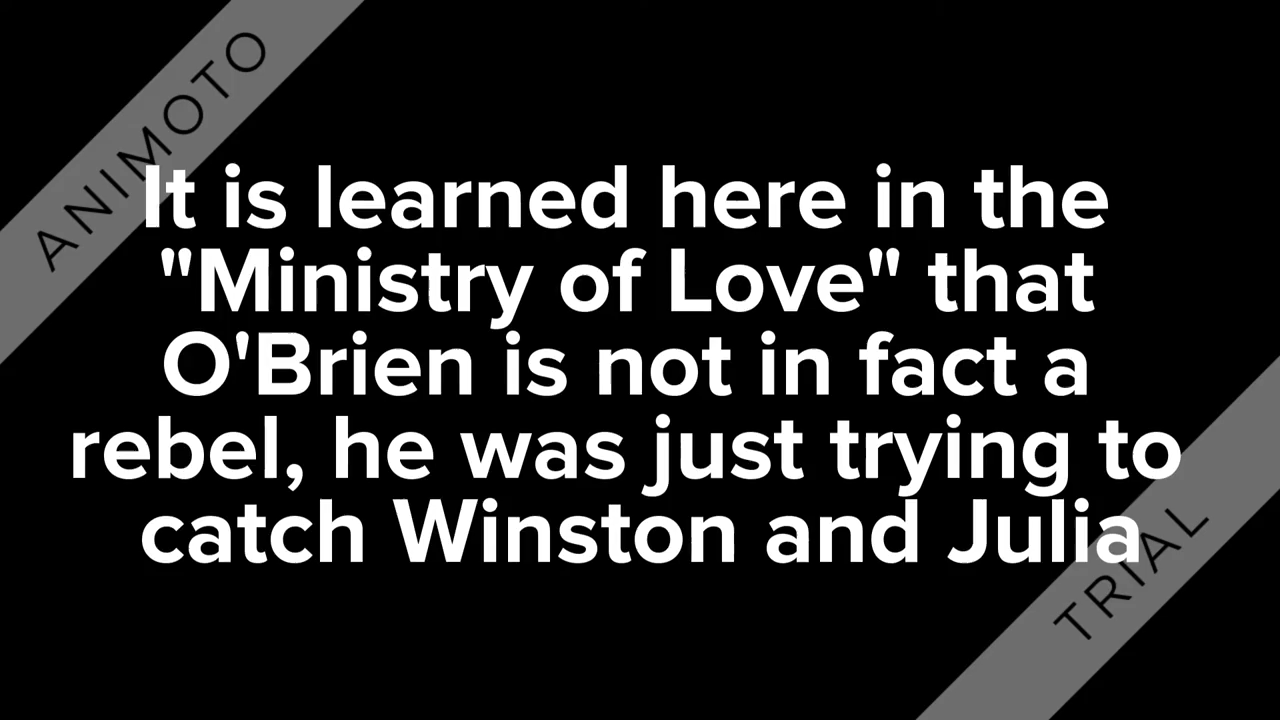 ANIMOTO
It is learned here in the
"Ministry of Love" that
O'Brien is not in fact a
rebel, he was just trying to
catch Winston and Julia
TRIAL